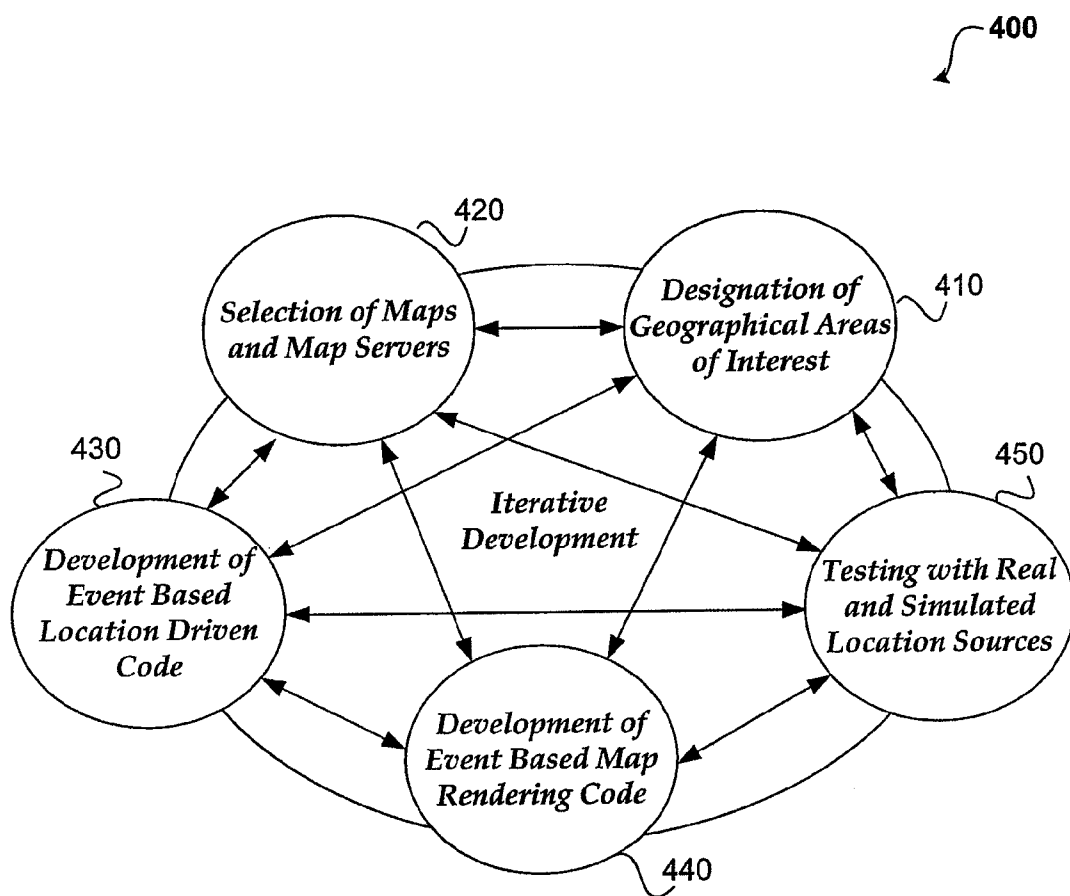 400
420
Selection of Maps
and Map Servers
Designation of
Geographical Areas
of Interest
410
430
Development of
Event Based
Location Driven
Code
Iterative
Development
450
Testing with Real
and Simulated
Location Sources
Development of
Event Based Map
Rendering Code
440